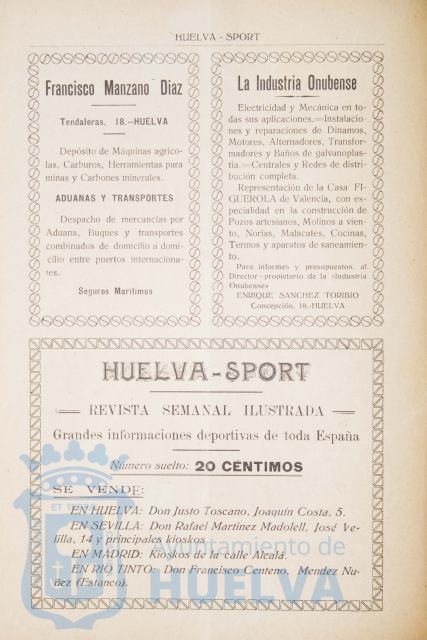 HUELVA - SPORT
Francisco Manzano Diaz
Tendaleras, 18.--HUELVA
Depósito de Máquinas agríco-
las, Carburos, Herramientas para
minas y Carbones minerales.
ADUANAS Y TRANSPORTES
Despacho de mercancías por
Aduana, Buques y transportes
combinados de domicilio a domi-
cilio entre puertos internaciona-
les.
Seguros Marítimos
La Industria Onubense
Electricidad y Mecánica en to-
das sus aplicaciones.=Instalacio-
nes y reparaciones de Dinamos,
Motores, Alternadores, Transfor-
madores y Baños de galvanoplas-
tia.=Centrales y Redes de distri-
bución completa.
Representación de la Casa FI-
GUEROLA de Valencia, con es-
pecialidad en la construcción de
Pozos artesianos, Molinos a vien-
to, Norias, Malacates, Cocinas,
Termos y aparatos de saneamien-
to.
Para informes y presupuestos al
Director-propietario de la «Industria
Onubense»
ENRIQUE SANCHEZ TORIBIO
Concepción, 10.-HUELVA
HUELVA-SPORT
REVISTA SEMANAL ILUSTRADA
Grandes informaciones deportivas de toda España
Número suelto: 20 CÉNTIMOS
SE VENDE:
EN HUELVA: Don Justo Toscano, Joaquín Costa, 5.
EN SEVILLA: Don Rafael Martínez Madolell, José Ve-
lilla, 14 y principales kioskos.
EN MADRID: Kioskos de la calle Alcalá.
EN RIO TINTO: Don Francisco Centeno, Mendez Nu-
ñez (Estanco).
Ayuntamiento de
HUELVA